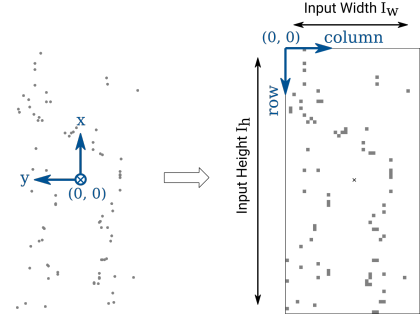 Input Width I_w
(0, 0) column
row
Input Height I_h
x
y
(0, 0)